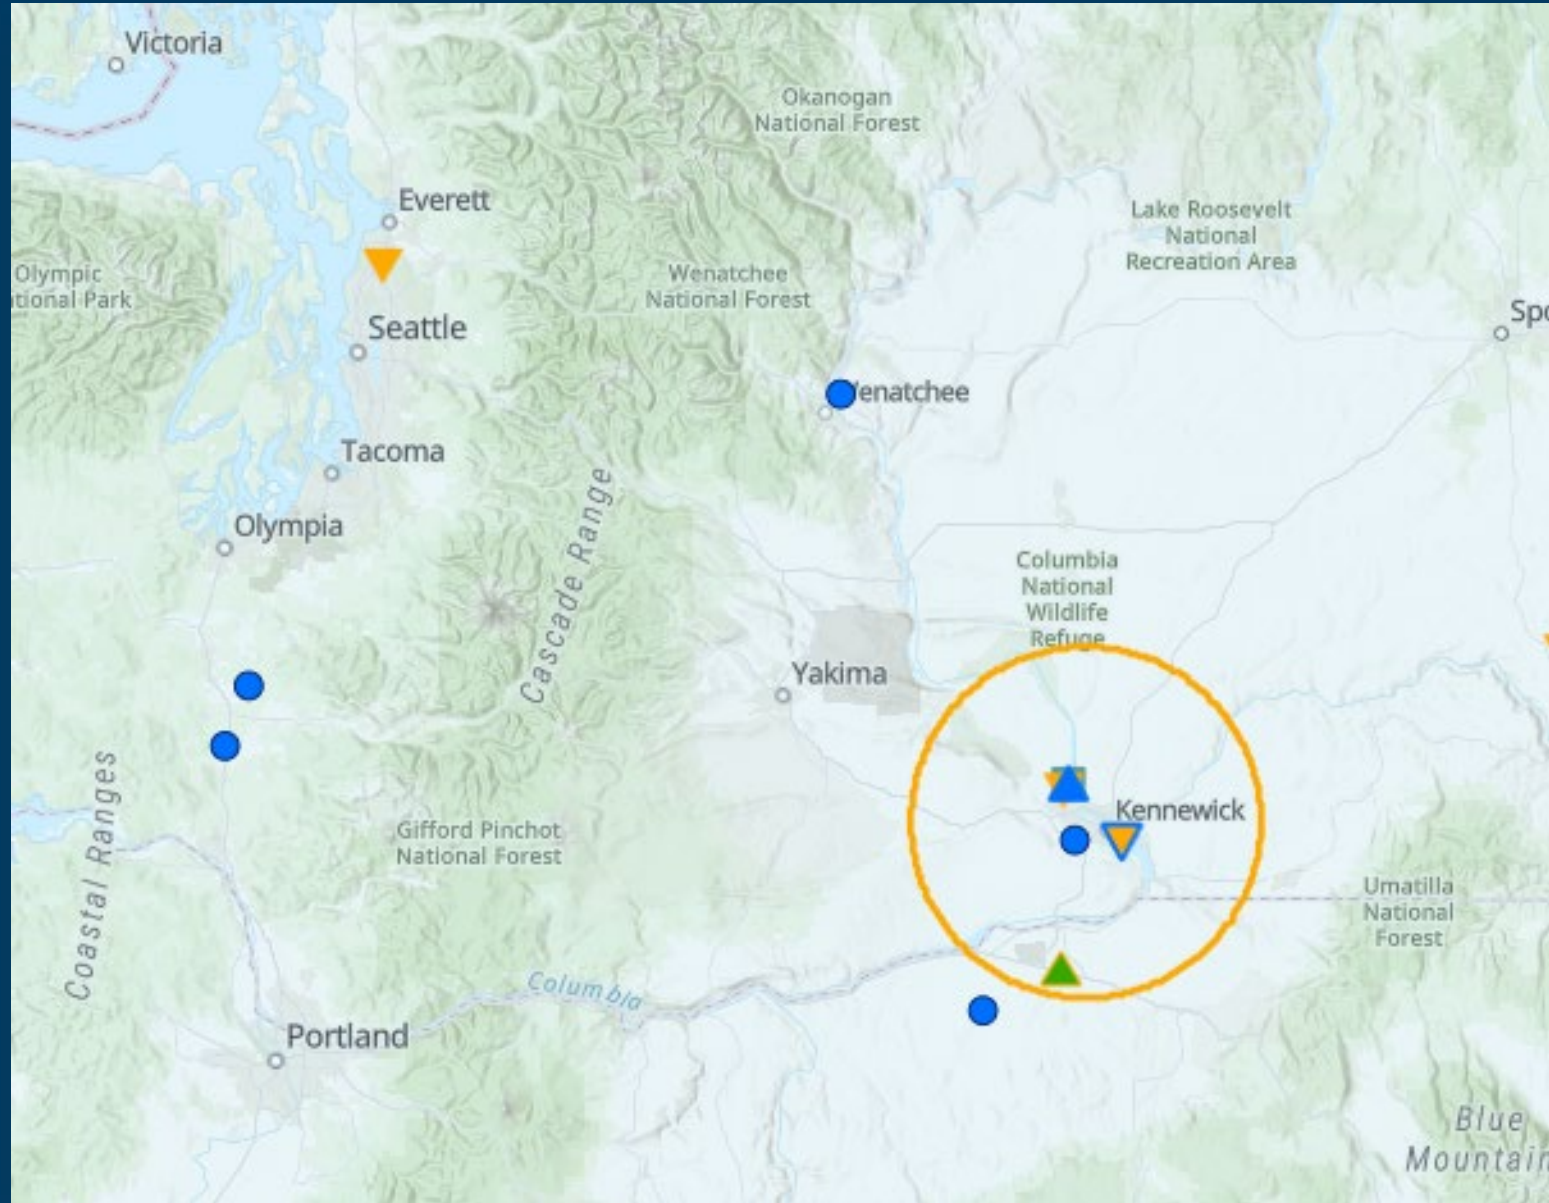 Victoria
Okanogan
National Forest
Everett
Lake Roosevelt
National
Recreation Area
Olympic
ational Park
Wenatchee
National Forest
Spo
Seattle
enatchee
Tacoma
Olympia
Cascade Range
Columbia
National
Wildlife
Refuge
Yakima
Coastal Ranges
Kennewick
Gifford Pinchot
National Forest
Umatilla
National
Forest
Columbia
Portland
Blue
Mountain